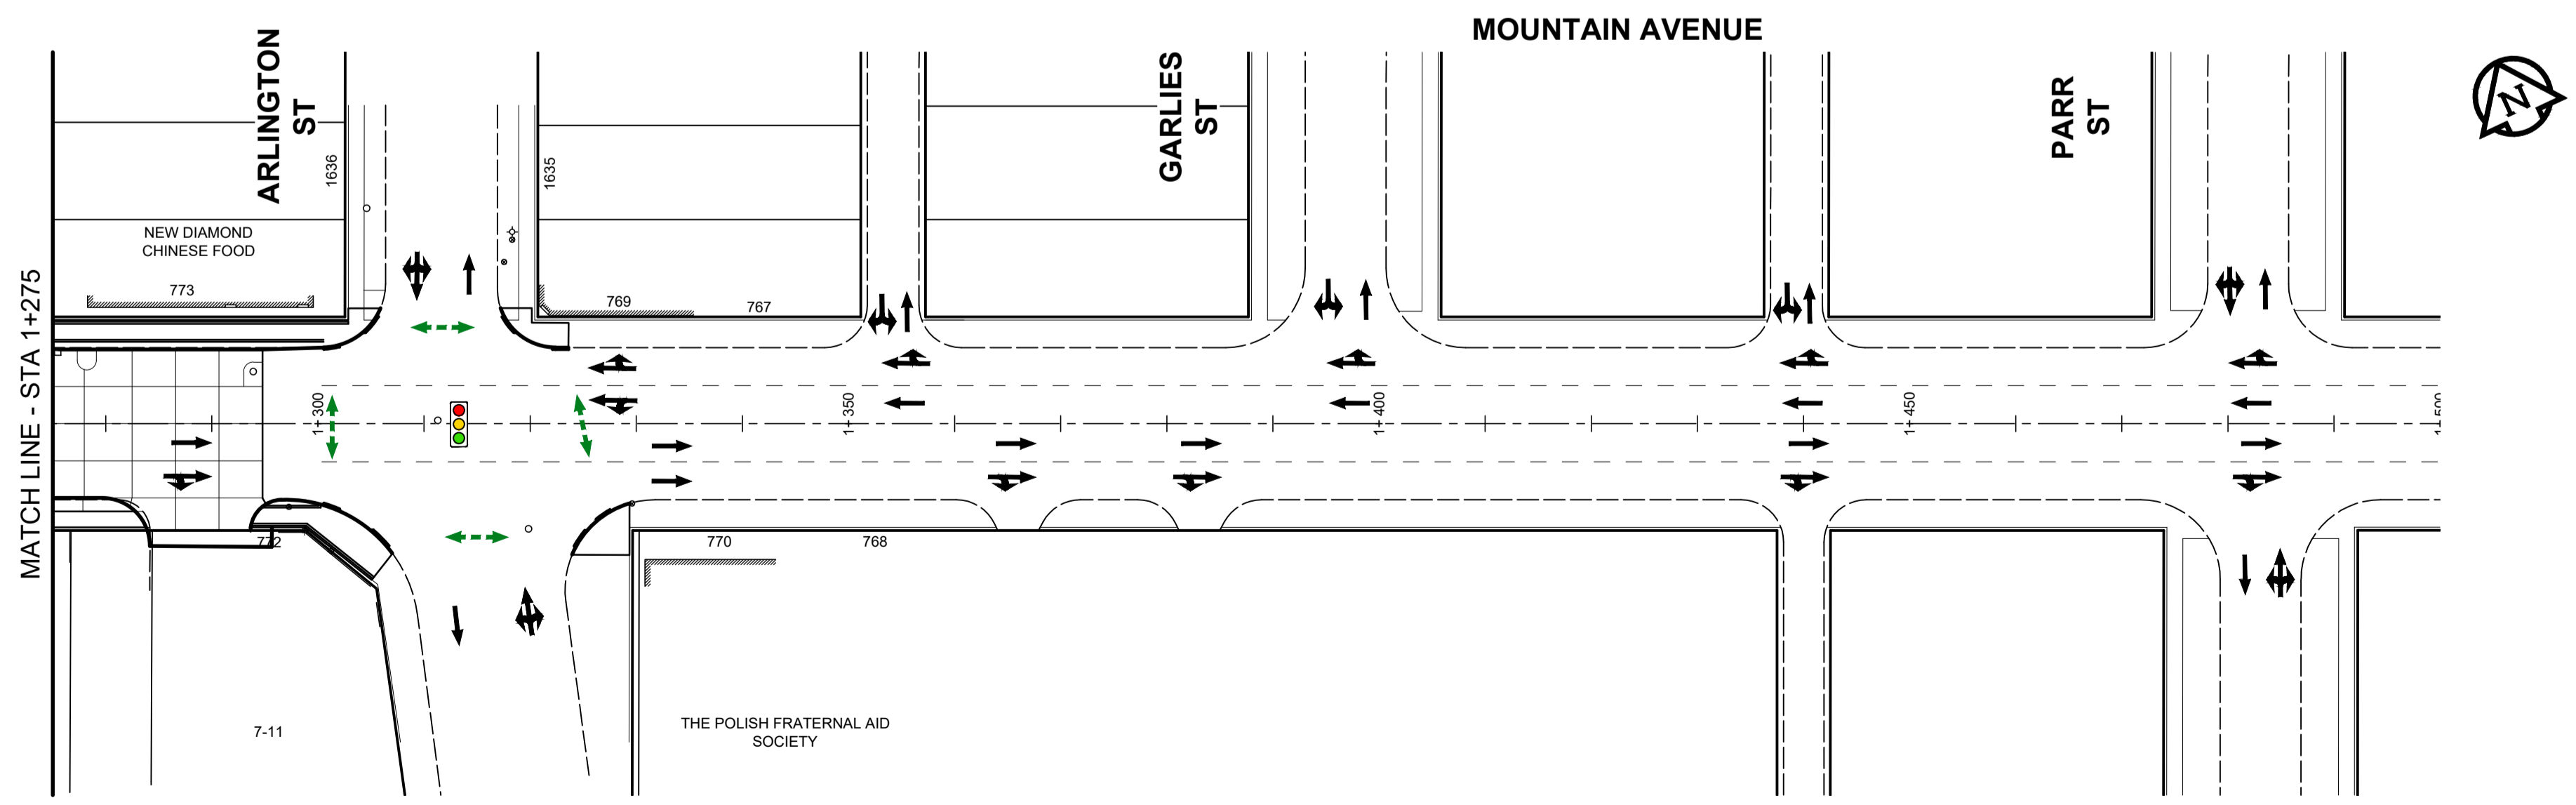 MOUNTAIN AVENUE
ARLINGTON
ST
GARLIES
ST
PARR
ST
N
1636
1635
NEW DIAMOND
CHINESE FOOD
773
769
767
MATCH LINE - STA 1+275
1+300
1+350
1+400
1+450
1+500
772
770
768
7-11
THE POLISH FRATERNAL AID
SOCIETY